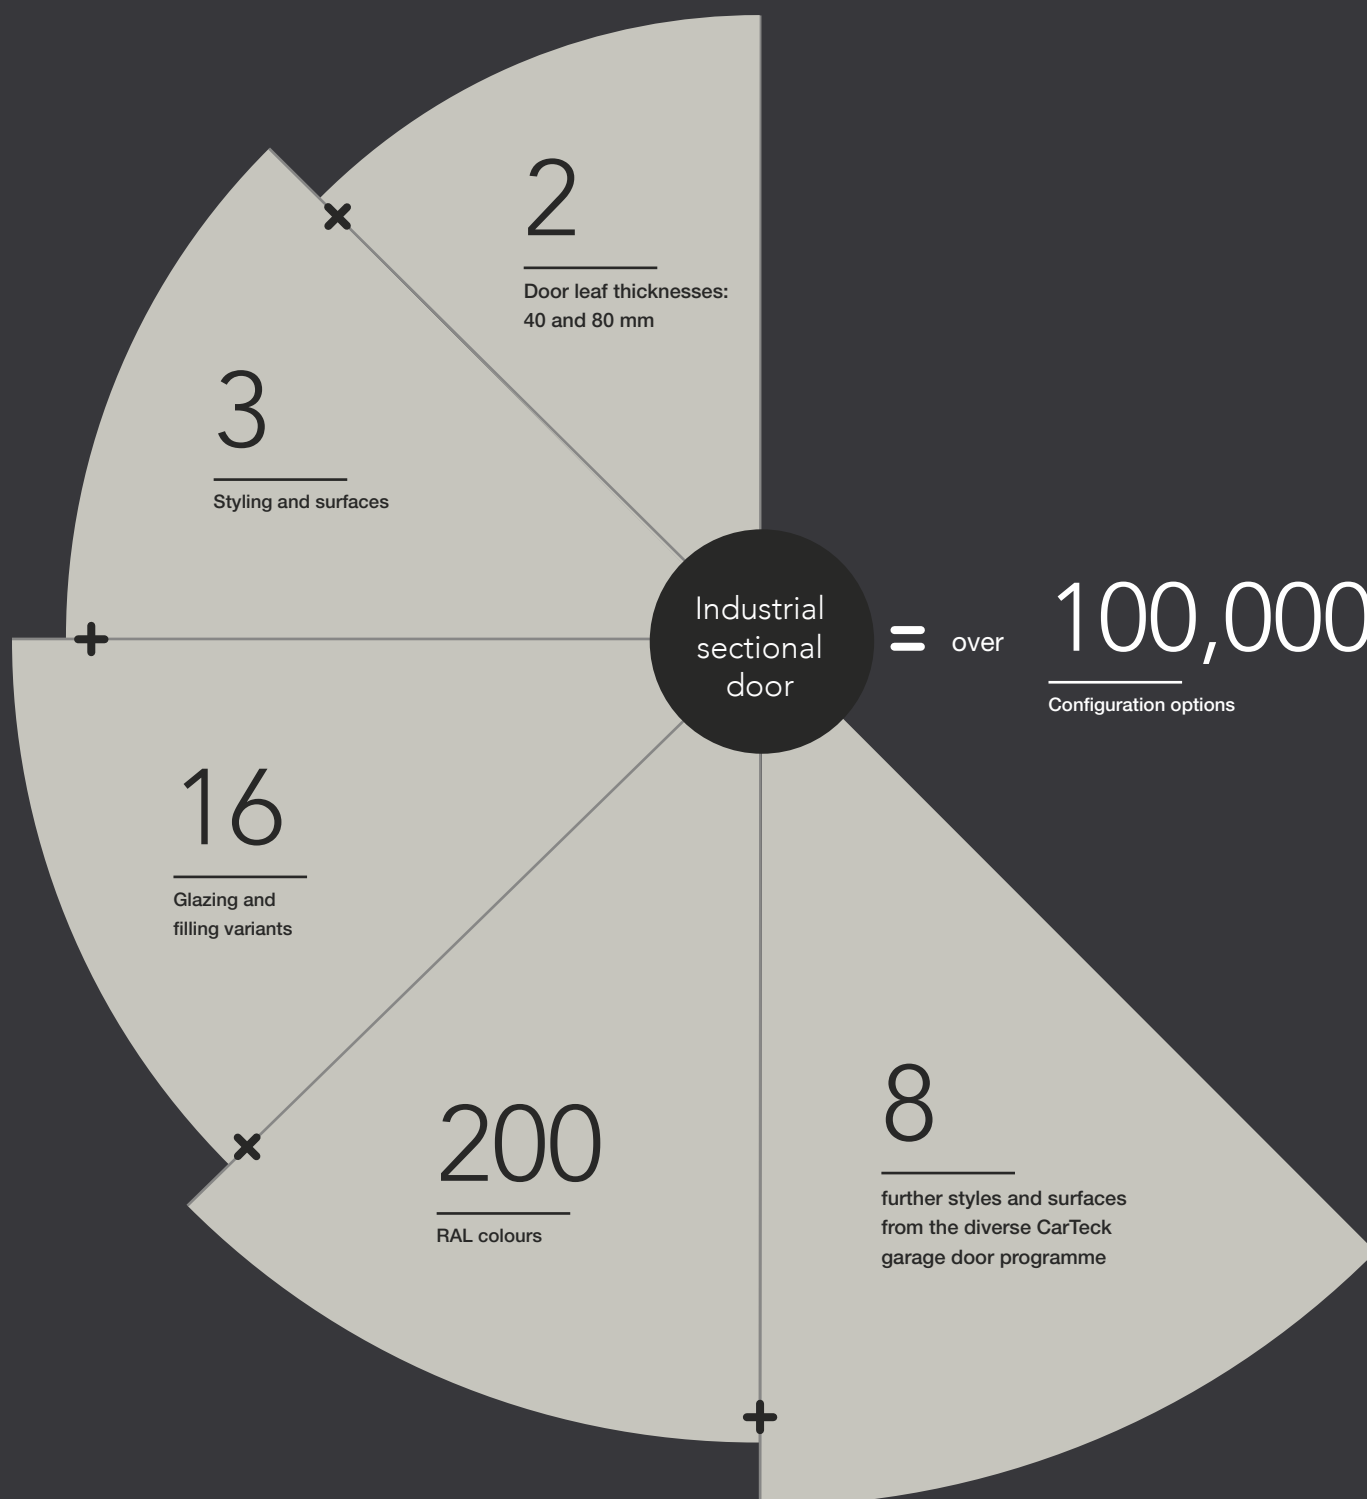 2
Door leaf thicknesses:
40 and 80 mm
×
3
Styling and surfaces
+
16
Glazing and
filling variants
×
200
RAL colours
+
8
further styles and surfaces
from the diverse CarTeck
garage door programme
Industrial
sectional
door
= over 100,000
Configuration options